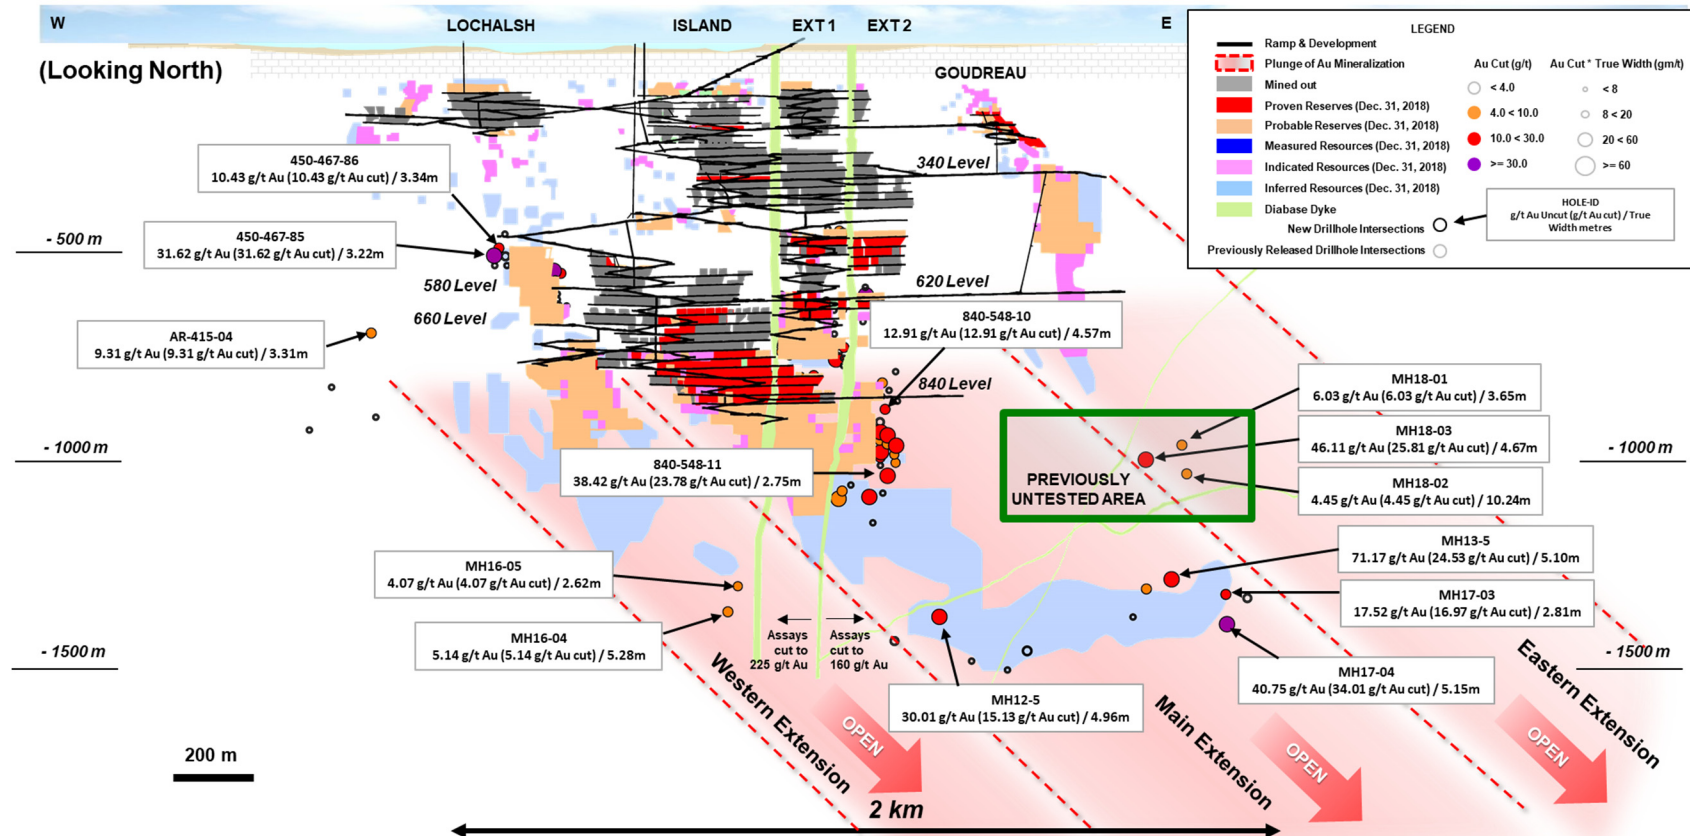 W
LOCHALSH
ISLAND
EXT 1
EXT 2
E
(Looking North)
GOUDREAU
LEGEND
Ramp & Development
Plunge of Au Mineralization
Mined out
Proven Reserves (Dec. 31, 2018)
Probable Reserves (Dec. 31, 2018)
Measured Resources (Dec. 31, 2018)
Indicated Resources (Dec. 31, 2018)
Inferred Resources (Dec. 31, 2018)
Diabase Dyke
New Drillhole Intersections
Previously Released Drillhole Intersections
Au Cut (g/t)
< 4.0
4.0 < 10.0
10.0 < 30.0
>= 30.0
Au Cut * True Width (gm/t)
< 8
8 < 20
20 < 60
>= 60
HOLE-ID
g/t Au Uncut (g/t Au cut) / True
Width metres
450-467-86
10.43 g/t Au (10.43 g/t Au cut) / 3.34m
340 Level
- 500 m
450-467-85
31.62 g/t Au (31.62 g/t Au cut) / 3.22m
580 Level
620 Level
660 Level
AR-415-04
9.31 g/t Au (9.31 g/t Au cut) / 3.31m
840-548-10
12.91 g/t Au (12.91 g/t Au cut) / 4.57m
840 Level
MH18-01
6.03 g/t Au (6.03 g/t Au cut) / 3.65m
MH18-03
46.11 g/t Au (25.81 g/t Au cut) / 4.67m
MH18-02
4.45 g/t Au (4.45 g/t Au cut) / 10.24m
- 1000 m
- 1000 m
840-548-11
38.42 g/t Au (23.78 g/t Au cut) / 2.75m
PREVIOUSLY
UNTESTED AREA
MH13-5
71.17 g/t Au (24.53 g/t Au cut) / 5.10m
MH16-05
4.07 g/t Au (4.07 g/t Au cut) / 2.62m
MH17-03
17.52 g/t Au (16.97 g/t Au cut) / 2.81m
MH16-04
5.14 g/t Au (5.14 g/t Au cut) / 5.28m
Assays
cut to
225 g/t Au
Assays
cut to
160 g/t Au
- 1500 m
- 1500 m
MH17-04
40.75 g/t Au (34.01 g/t Au cut) / 5.15m
MH12-5
30.01 g/t Au (15.13 g/t Au cut) / 4.96m
Western Extension
OPEN
Main Extension
OPEN
Eastern Extension
OPEN
200 m
2 km